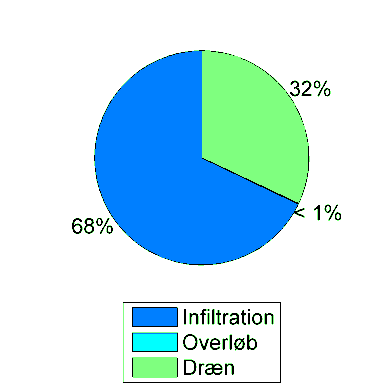 32%
< 1%
68%
Infiltration
Overløb
Dræn